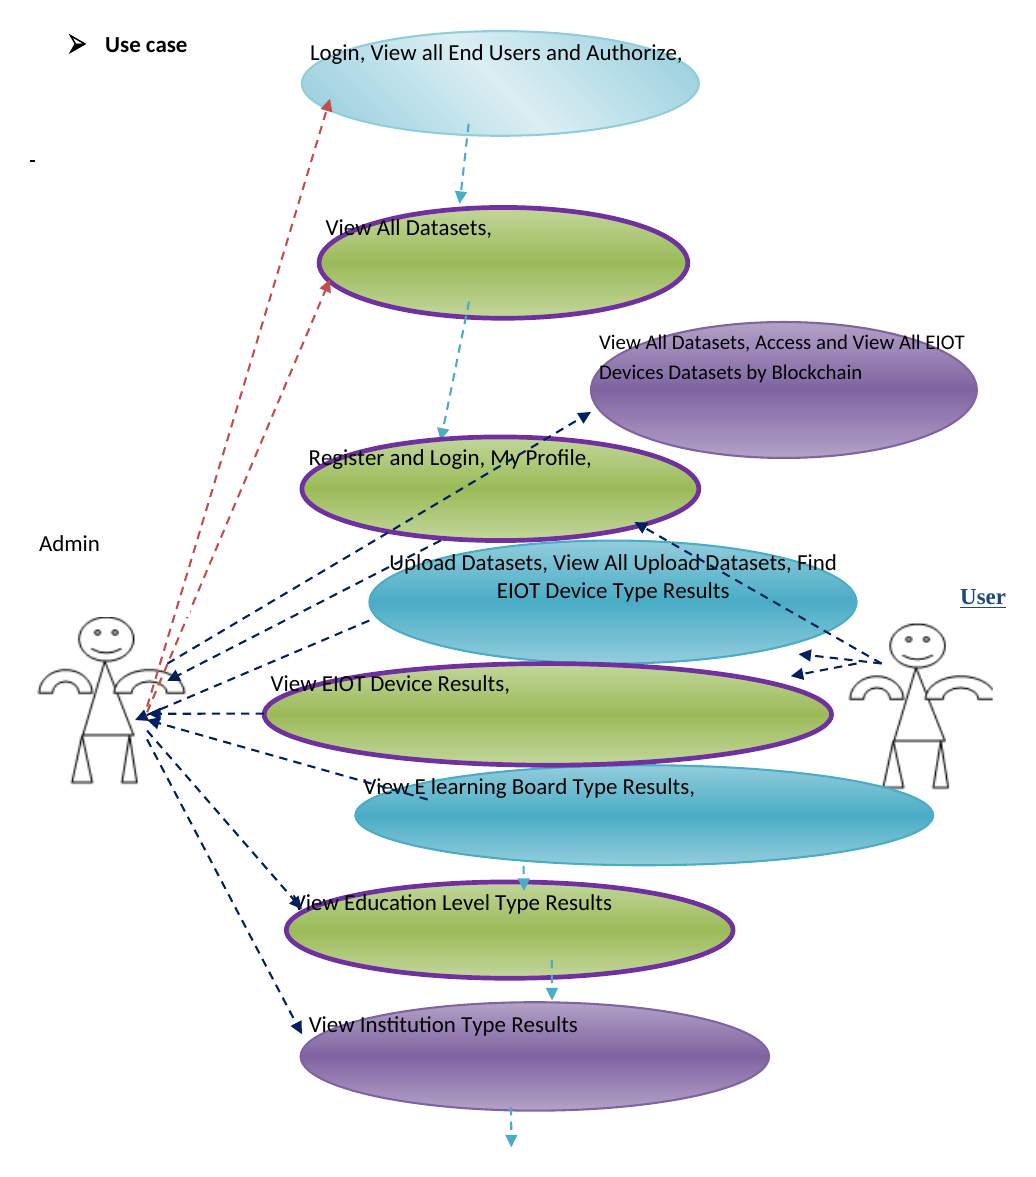 Use case
Login, View all End Users and Authorize,
-
View All Datasets,
View All Datasets, Access and View All EIOT
Devices Datasets by Blockchain
Register and Login, My Profile,
Admin
Upload Datasets, View All Upload Datasets, Find
EIOT Device Type Results
User
View EIOT Device Results,
View E learning Board Type Results,
View Education Level Type Results
View Institution Type Results